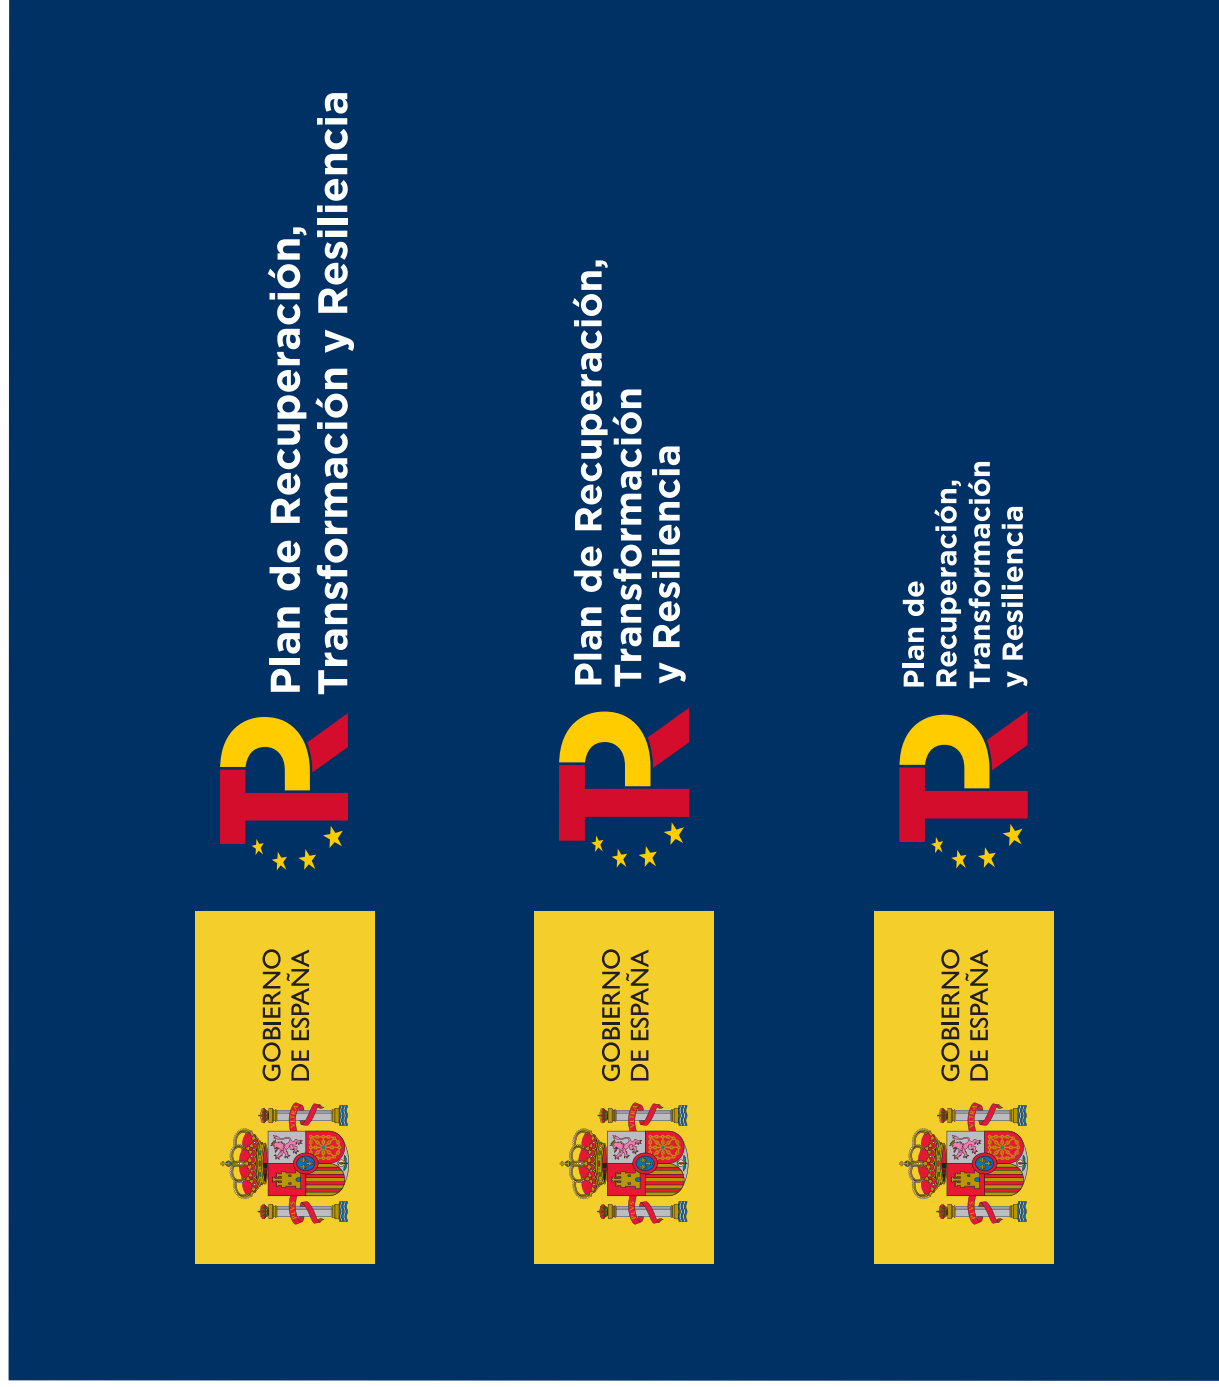 GOBIERNO
DE ESPAÑA
Plan de Recuperación,
Transformación y Resiliencia
GOBIERNO
DE ESPAÑA
Plan de Recuperación,
Transformación
y Resiliencia
GOBIERNO
DE ESPAÑA
Plan de
Recuperación,
Transformación
y Resiliencia